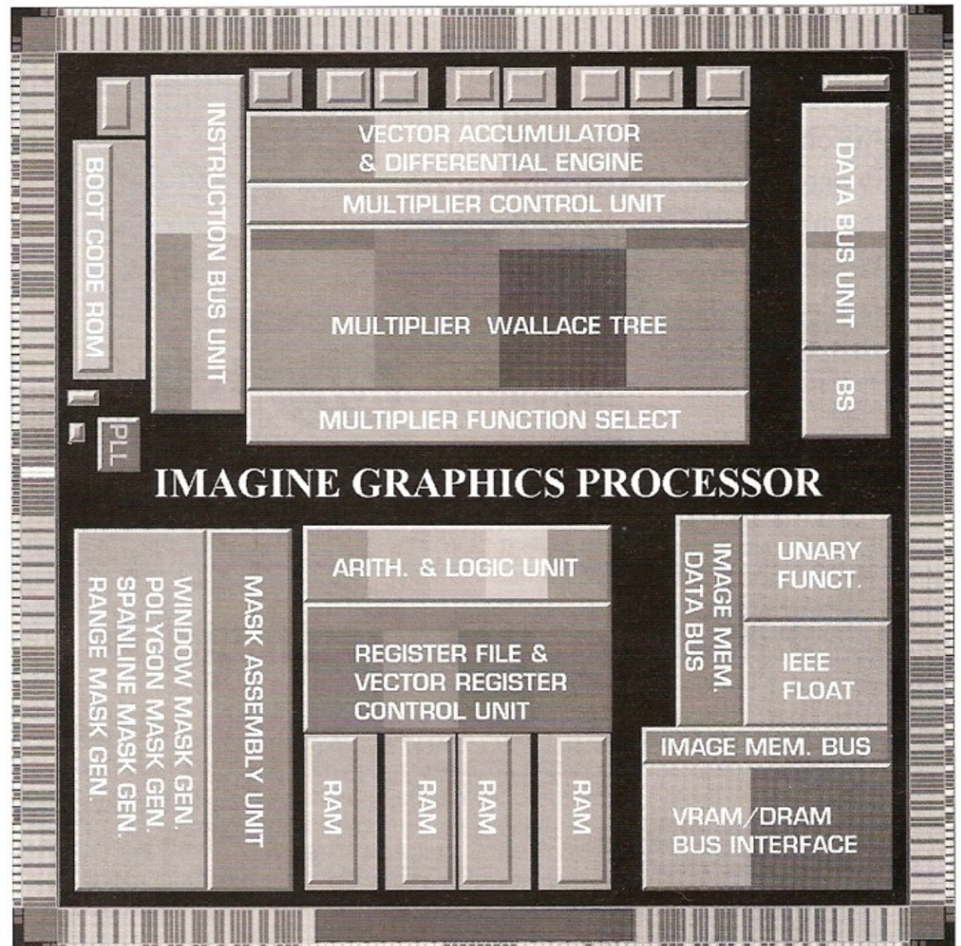 BOOT CODE ROM
INSTRUCTION BUS UNIT
VECTOR ACCUMULATOR
& DIFFERENTIAL ENGINE
MULTIPLIER CONTROL UNIT
MULTIPLIER WALLACE TREE
MULTIPLIER FUNCTION SELECT
DATA BUS UNIT
BS
PLL
IMAGINE GRAPHICS PROCESSOR
WINDOW MASK GEN.
POLYGON MASK GEN.
SPANLINE MASK GEN.
RANGE MASK GEN.
MASK ASSEMBLY UNIT
ARITH. & LOGIC UNIT
REGISTER FILE &
VECTOR REGISTER
CONTROL UNIT
RAM
RAM
RAM
RAM
IMAGE MEM.
DATA BUS
UNARY
FUNCT.
IEEE
FLOAT
IMAGE MEM. BUS
VRAM/DRAM
BUS INTERFACE